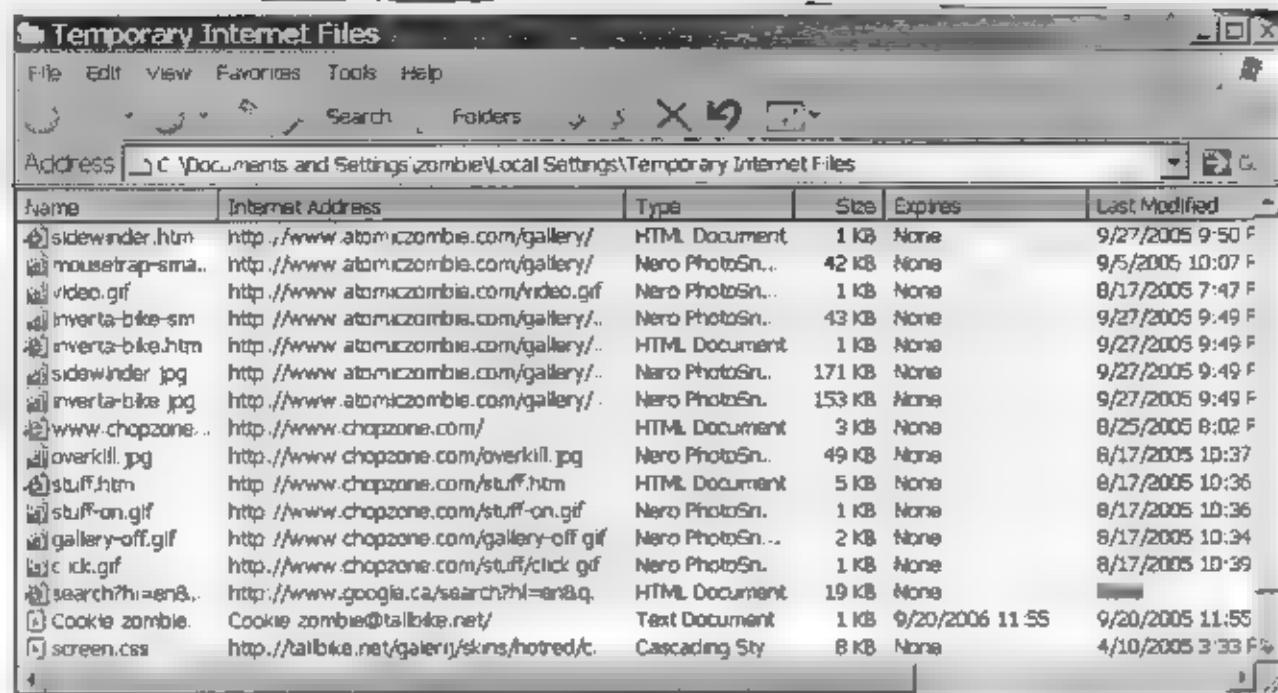 Temporary Internet Files
File Edit View Favorites Tools Help
Search Folders
Address C:\Documents and Settings\zombie\Local Settings\Temporary Internet Files
Name Internet Address Type Size Expires Last Modified
sidewinder.htm http://www.atomiczombie.com/gallery/ HTML Document 1 KB None 9/27/2005 9:50 P
mousetrap-sma... http://www.atomiczombie.com/gallery/ Nero PhotoSn... 42 KB None 9/5/2005 10:07 P
video.gif http://www.atomiczombie.com/video.gif Nero PhotoSn... 1 KB None 8/17/2005 7:47 P
inverta-bike-sm http://www.atomiczombie.com/gallery/... Nero PhotoSn... 43 KB None 9/27/2005 9:49 P
inverta-bike.htm http://www.atomiczombie.com/gallery/... HTML Document 1 KB None 9/27/2005 9:49 P
sidewinder.jpg http://www.atomiczombie.com/gallery/... Nero PhotoSn... 171 KB None 9/27/2005 9:49 P
inverta-bike.jpg http://www.atomiczombie.com/gallery/... Nero PhotoSn... 153 KB None 9/27/2005 9:49 P
www.chopzone... http://www.chopzone.com/ HTML Document 3 KB None 8/25/2005 8:02 P
overkill.jpg http://www.chopzone.com/overkill.jpg Nero PhotoSn... 49 KB None 8/17/2005 10:37
stuff.htm http://www.chopzone.com/stuff.htm HTML Document 5 KB None 8/17/2005 10:36
stuff-on.gif http://www.chopzone.com/stuff-on.gif Nero PhotoSn... 1 KB None 8/17/2005 10:36
gallery-off.gif http://www.chopzone.com/gallery-off.gif Nero PhotoSn... 2 KB None 8/17/2005 10:34
click.gif http://www.chopzone.com/stuff/click.gif Nero PhotoSn... 1 KB None 8/17/2005 10:39
search?hl=en&... http://www.google.ca/search?hl=en&q... HTML Document 19 KB None
Cookie:zombie... Cookie:zombie@tallbike.net/ Text Document 1 KB 9/20/2006 11:55 9/20/2005 11:55
screen.css http://tallbike.net/galerij/skins/hotred/c... Cascading Sty 8 KB None 4/10/2005 3:33 P